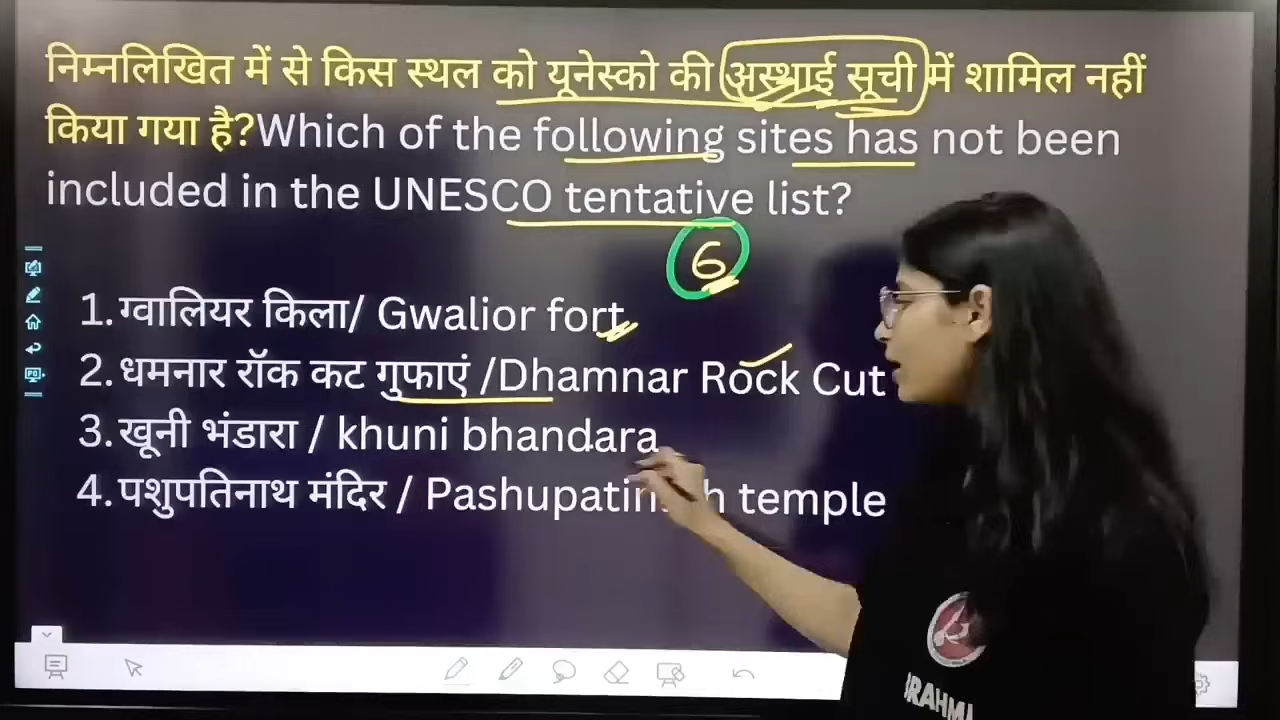 निम्नलिखित में से किस स्थल को यूनेस्को की अस्थाई सूची में शामिल नहीं
किया गया है?Which of the following sites has not been
included in the UNESCO tentative list?
6
1. ग्वालियर किला/ Gwalior fort
2. धमनार रॉक कट गुफाएं /Dhamnar Rock Cut
3. खूनी भंडारा / khuni bhandara
4. पशुपतिनाथ मंदिर / temple